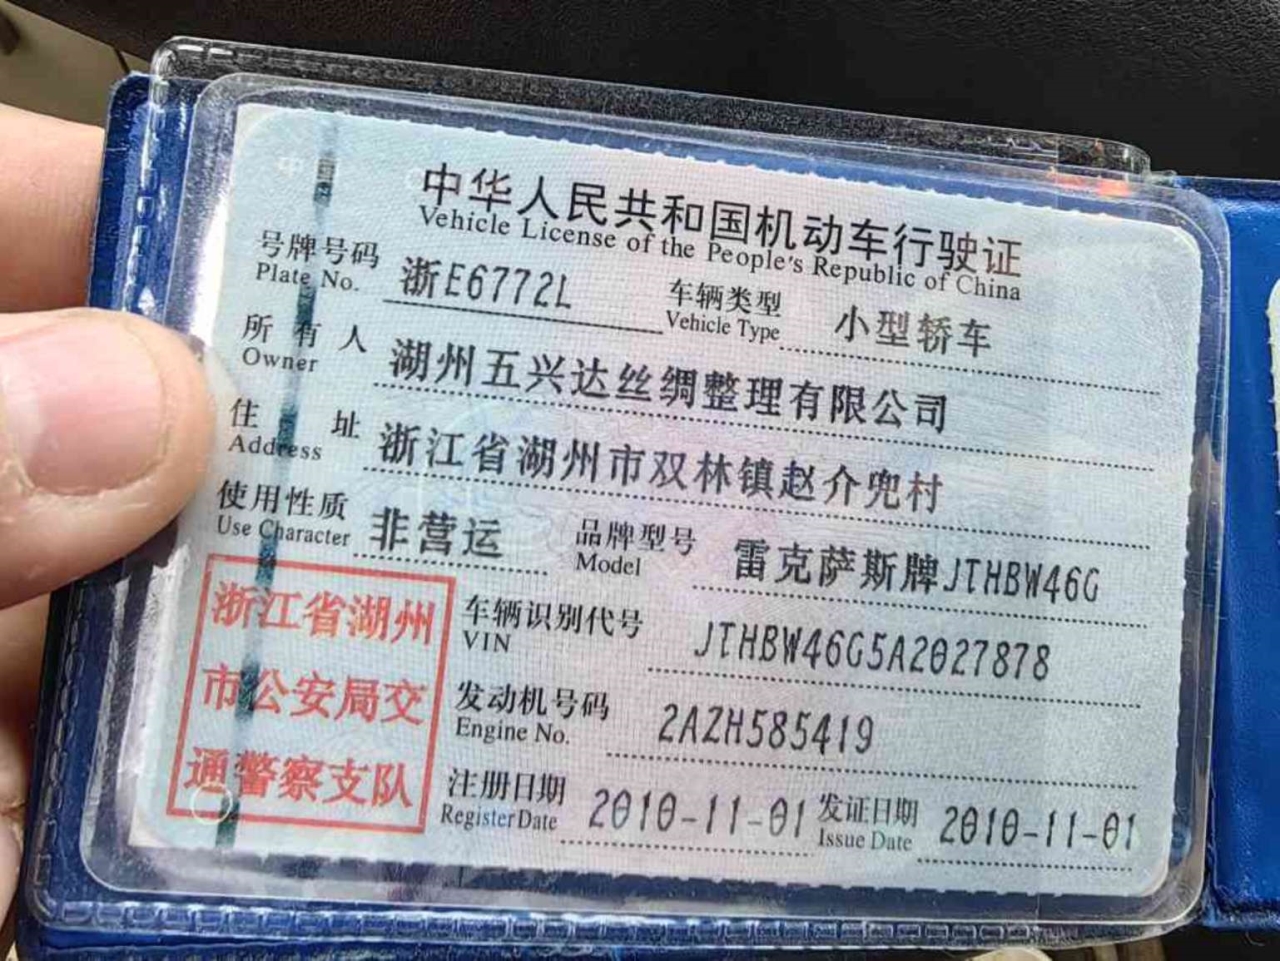 中华人民共和国机动车行驶证
Vehicle License of the People's Republic of China
号牌号码 浙E6772L 车辆类型 小型轿车
Plate No. Vehicle Type
所有人 湖州五兴达丝绸整理有限公司
Owner
住址 浙江省湖州市双林镇赵介兜村
Address
使用性质 非营运 品牌型号 雷克萨斯牌JTHBW46G
Use Character Model
浙江省湖州
市公安局交
通警察支队
车辆识别代号 JTHBW46G5A2027878
VIN
发动机号码 2AZH585419
Engine No.
注册日期 2010-11-01 发证日期 2010-11-01
Register Date Issue Date